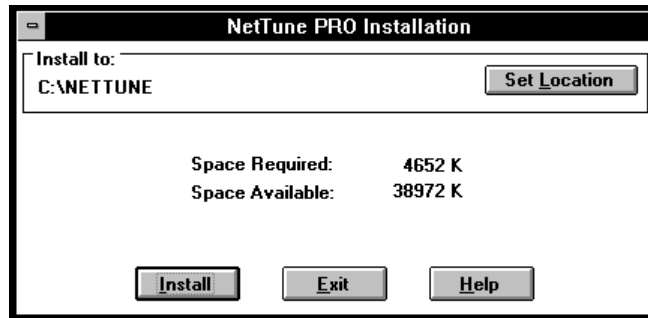 NetTune PRO Installation
Install to:
C:\NETTUNE
Set Location
Space Required: 4652 K
Space Available: 38972 K
Install Exit Help